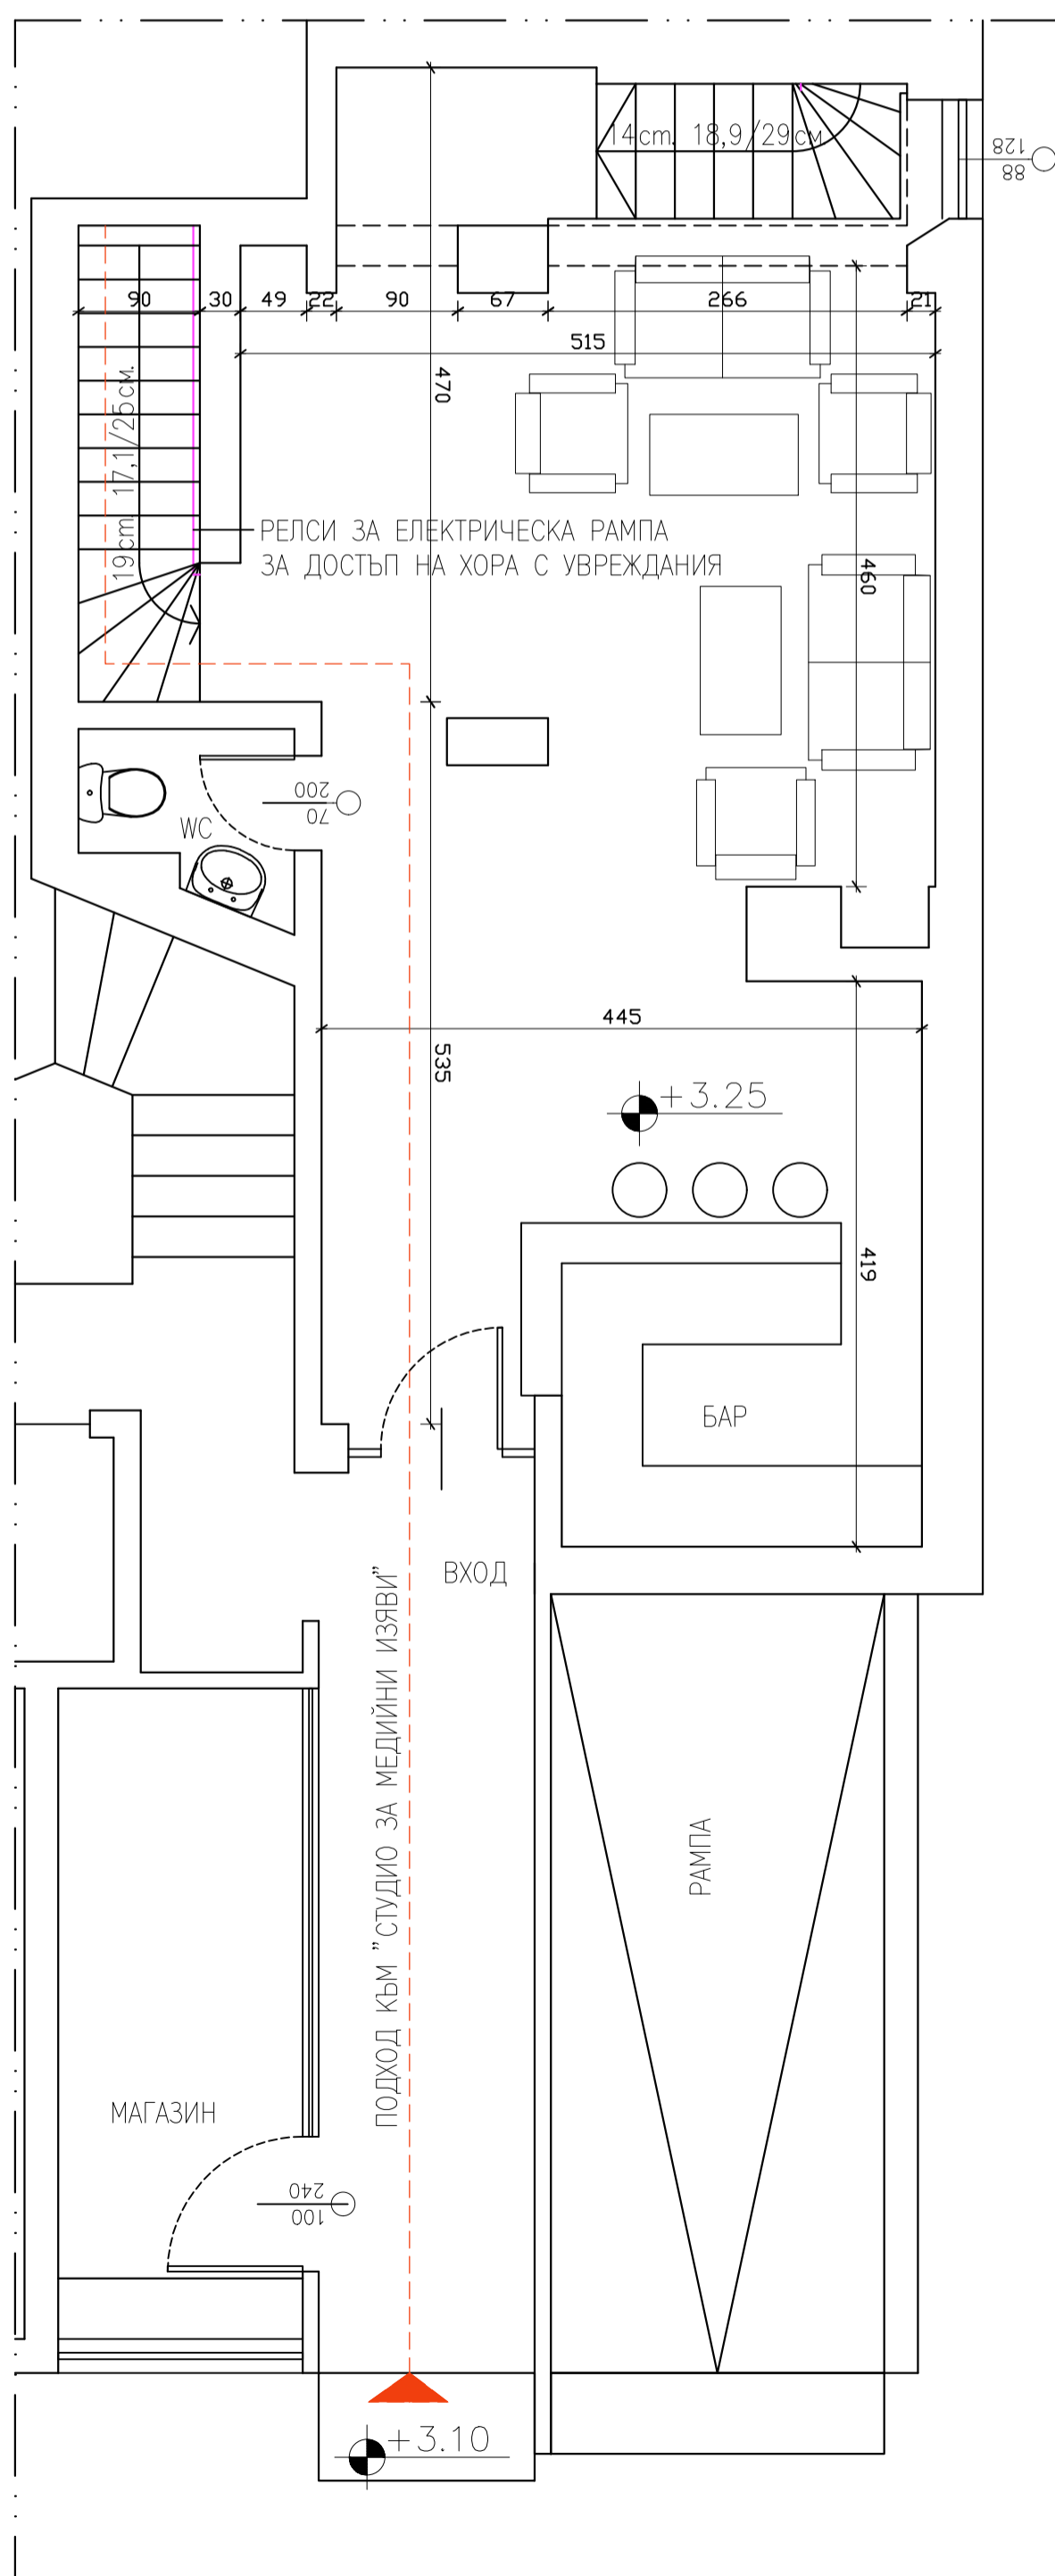 14cm. 18,9/29см
88
128
90
30
49
22
90
67
266
21
515
470
19cm. 17,1/25см.
РЕЛСИ ЗА ЕЛЕКТРИЧЕСКА РАМПА
ЗА ДОСТЪП НА ХОРА С УВРЕЖДАНИЯ
460
70
200
WC
445
535
+3.25
419
БАР
ВХОД
ПОДХОД КЪМ "СТУДИО ЗА МЕДИЙНИ ИЗЯВИ"
РАМПА
МАГАЗИН
100
240
+3.10